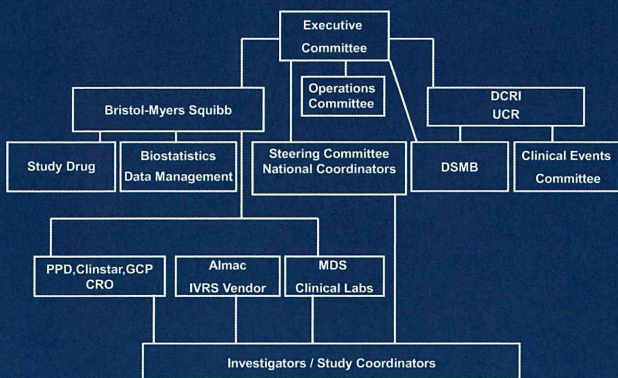 Executive
Committee
Operations
Committee
Bristol-Myers Squibb
DCRI
UCR
Study Drug
Biostatistics
Data Management
Steering Committee
National Coordinators
DSMB
Clinical Events
Committee
PPD,Clinstar,GCP
CRO
Almac
IVRS Vendor
MDS
Clinical Labs
Investigators / Study Coordinators